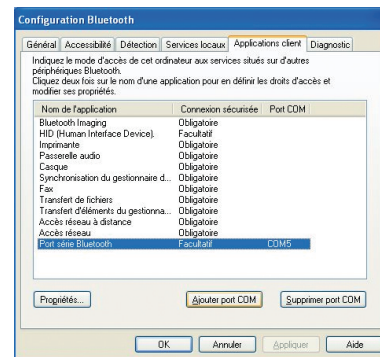 Configuration Bluetooth
Général Accessibilité Détection Services locaux Applications client Diagnostic
Indiquez le mode d'accès de cet ordinateur aux services situés sur d'autres
périphériques Bluetooth.
Cliquez deux fois sur le nom d'une application pour en définir les droits d'accès et
modifier ses propriétés.
Nom de l'application Connexion sécurisée Port COM
Bluetooth Imaging Obligatoire
HID (Human Interface Device). Facultatif
Imprimante Obligatoire
Passerelle audio Obligatoire
Casque Obligatoire
Synchronisation du gestionnaire d... Obligatoire
Fax Obligatoire
Transfert de fichiers Obligatoire
Transfert d'éléments du gestionna... Obligatoire
Accès réseau à distance Obligatoire
Accès réseau Obligatoire
Port série Bluetooth Facultatif COM5
Propriétés... Ajouter port COM Supprimer port COM
OK Annuler Appliquer Aide